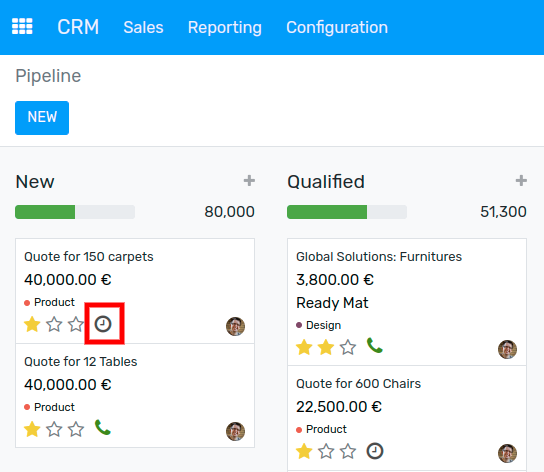 CRM Sales Reporting Configuration
Pipeline
NEW
New +
80,000
Quote for 150 carpets
40,000.00 €
Product
Quote for 12 Tables
40,000.00 €
Product
Qualified +
51,300
Global Solutions: Furnitures
3,800.00 €
Ready Mat
Design
Quote for 600 Chairs
22,500.00 €
Product